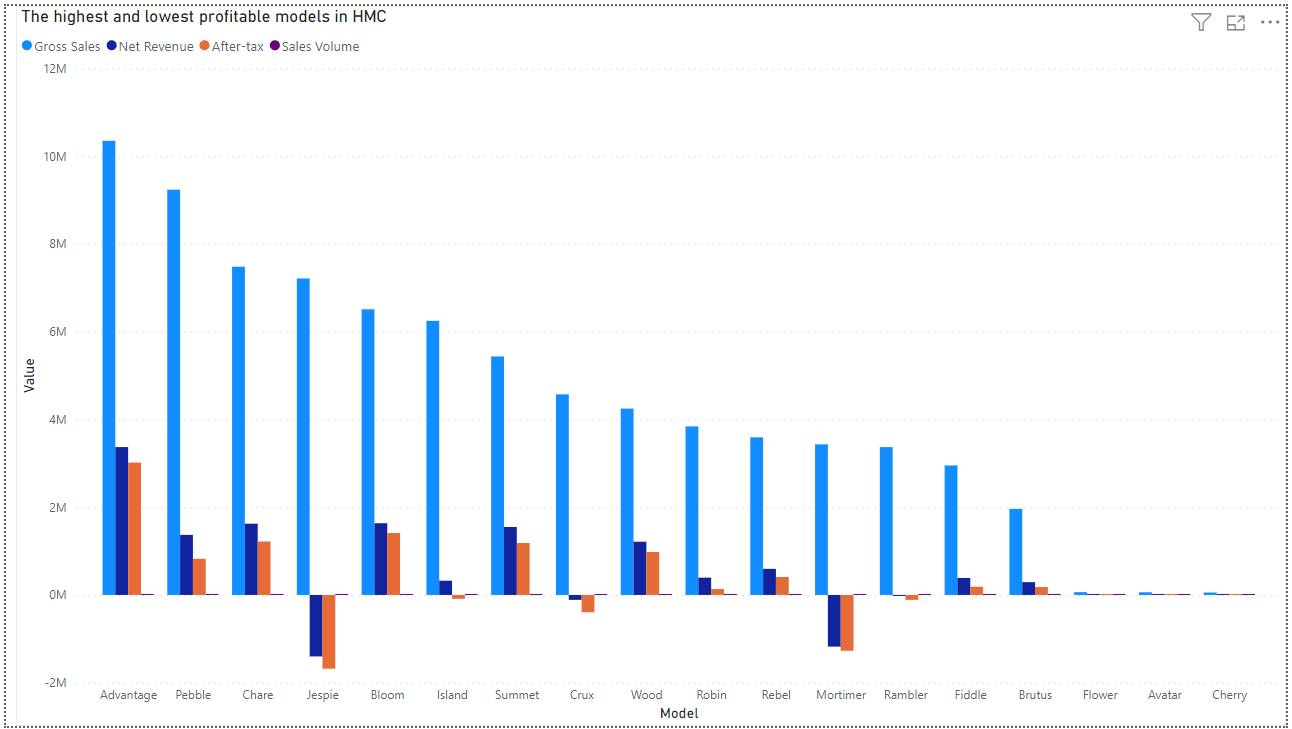 The highest and lowest profitable models in HMC
Gross Sales Net Revenue After-tax Sales Volume
12M
10M
8M
6M
4M
2M
0M
-2M
Value
Advantage Pebble Chare Jespie Bloom Island Summet Crux Wood Robin Rebel Mortimer Rambler Fiddle Brutus Flower Avatar Cherry
Model